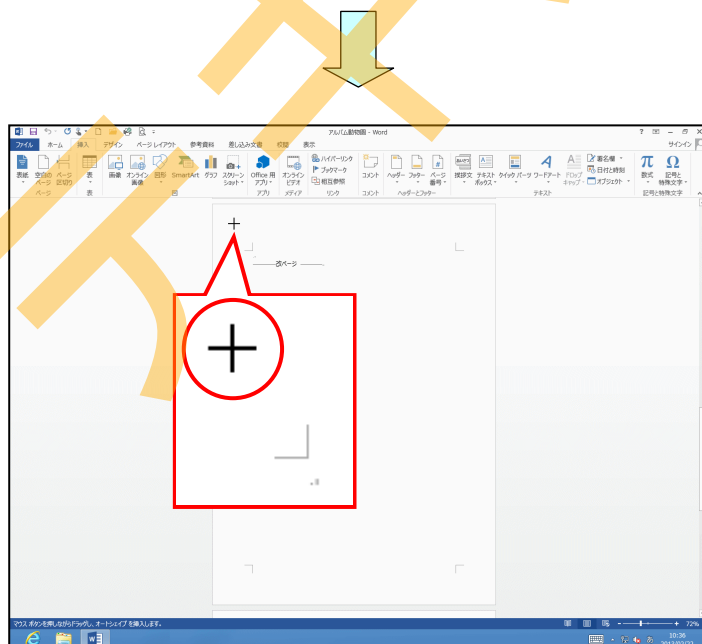 アルバム動物園 - Word
ファイル ホーム 挿入 デザイン ページ レイアウト 参考資料 差し込み文書 校閲 表示 サインイン
表紙 空白の ページ 表 画像 オンライン 図形 SmartArt グラフ スクリーン Office 用 オンライン ハイパーリンク コメント ヘッダー フッター ページ 挨拶文 テキスト クイック パーツ ワードアート ドロップ 署名欄 数式 記号と
ページ 区切り 画像 ショット アプリ ビデオ ブックマーク 番号 ボックス キャップ 日付と時刻 特殊文字
相互参照 オブジェクト
ページ 表 図 アプリ メディア リンク コメント ヘッダーとフッター テキスト 記号と特殊文字
改ページ
マウス ボタンを押しながらドラッグし、オートシェイプ を挿入します。 72%
10:36